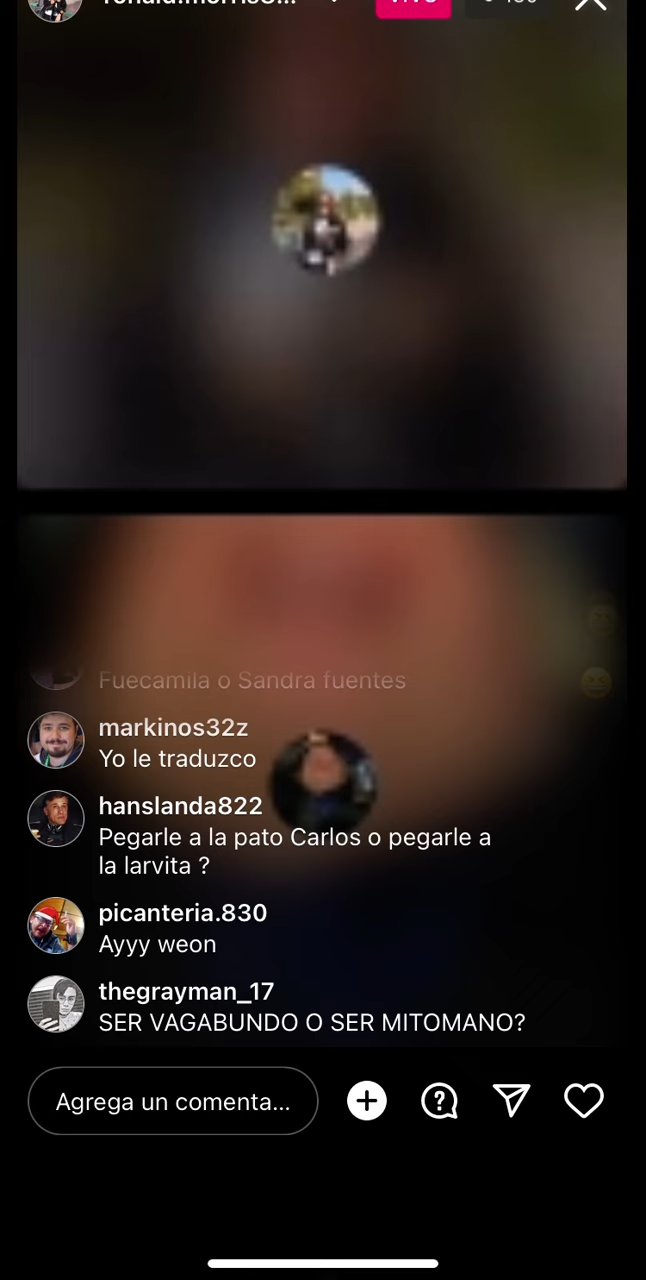 Fuecamila o Sandra fuentes
markinos32z
Yo le traduzco
hanslanda822
Pegarle a la pato Carlos o pegarle a
la larvita ?
picanteria.830
Ayyy weon
thegrayman_17
SER VAGABUNDO O SER MITOMANO?
Agrega un comenta...